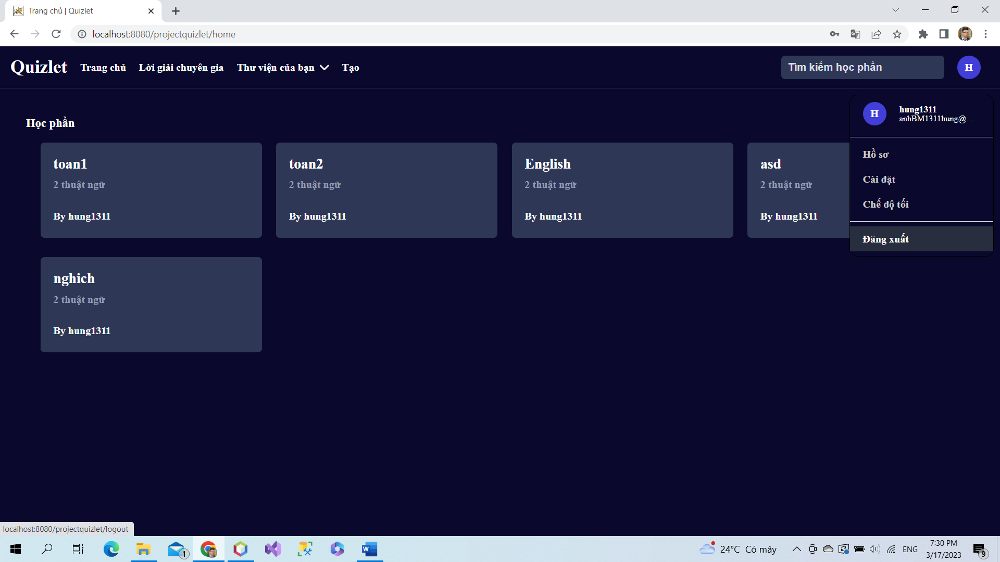 Trang chủ | Quizlet
localhost:8080/projectquizlet/home
Quizlet Trang chủ Lời giải chuyên gia Thư viện của bạn Tạo Tìm kiếm học phần H
H hung1311
anhBM1311hung@...
Hồ sơ
Cài đặt
Chế độ tối
Đăng xuất
Học phần
toan1
2 thuật ngữ
By hung1311
toan2
2 thuật ngữ
By hung1311
English
2 thuật ngữ
By hung1311
asd
2 thuật ngữ
By hung1311
nghich
2 thuật ngữ
By hung1311
localhost:8080/projectquizlet/logout
1
24°C Có mây
ENG
7:30 PM
3/17/2023
9